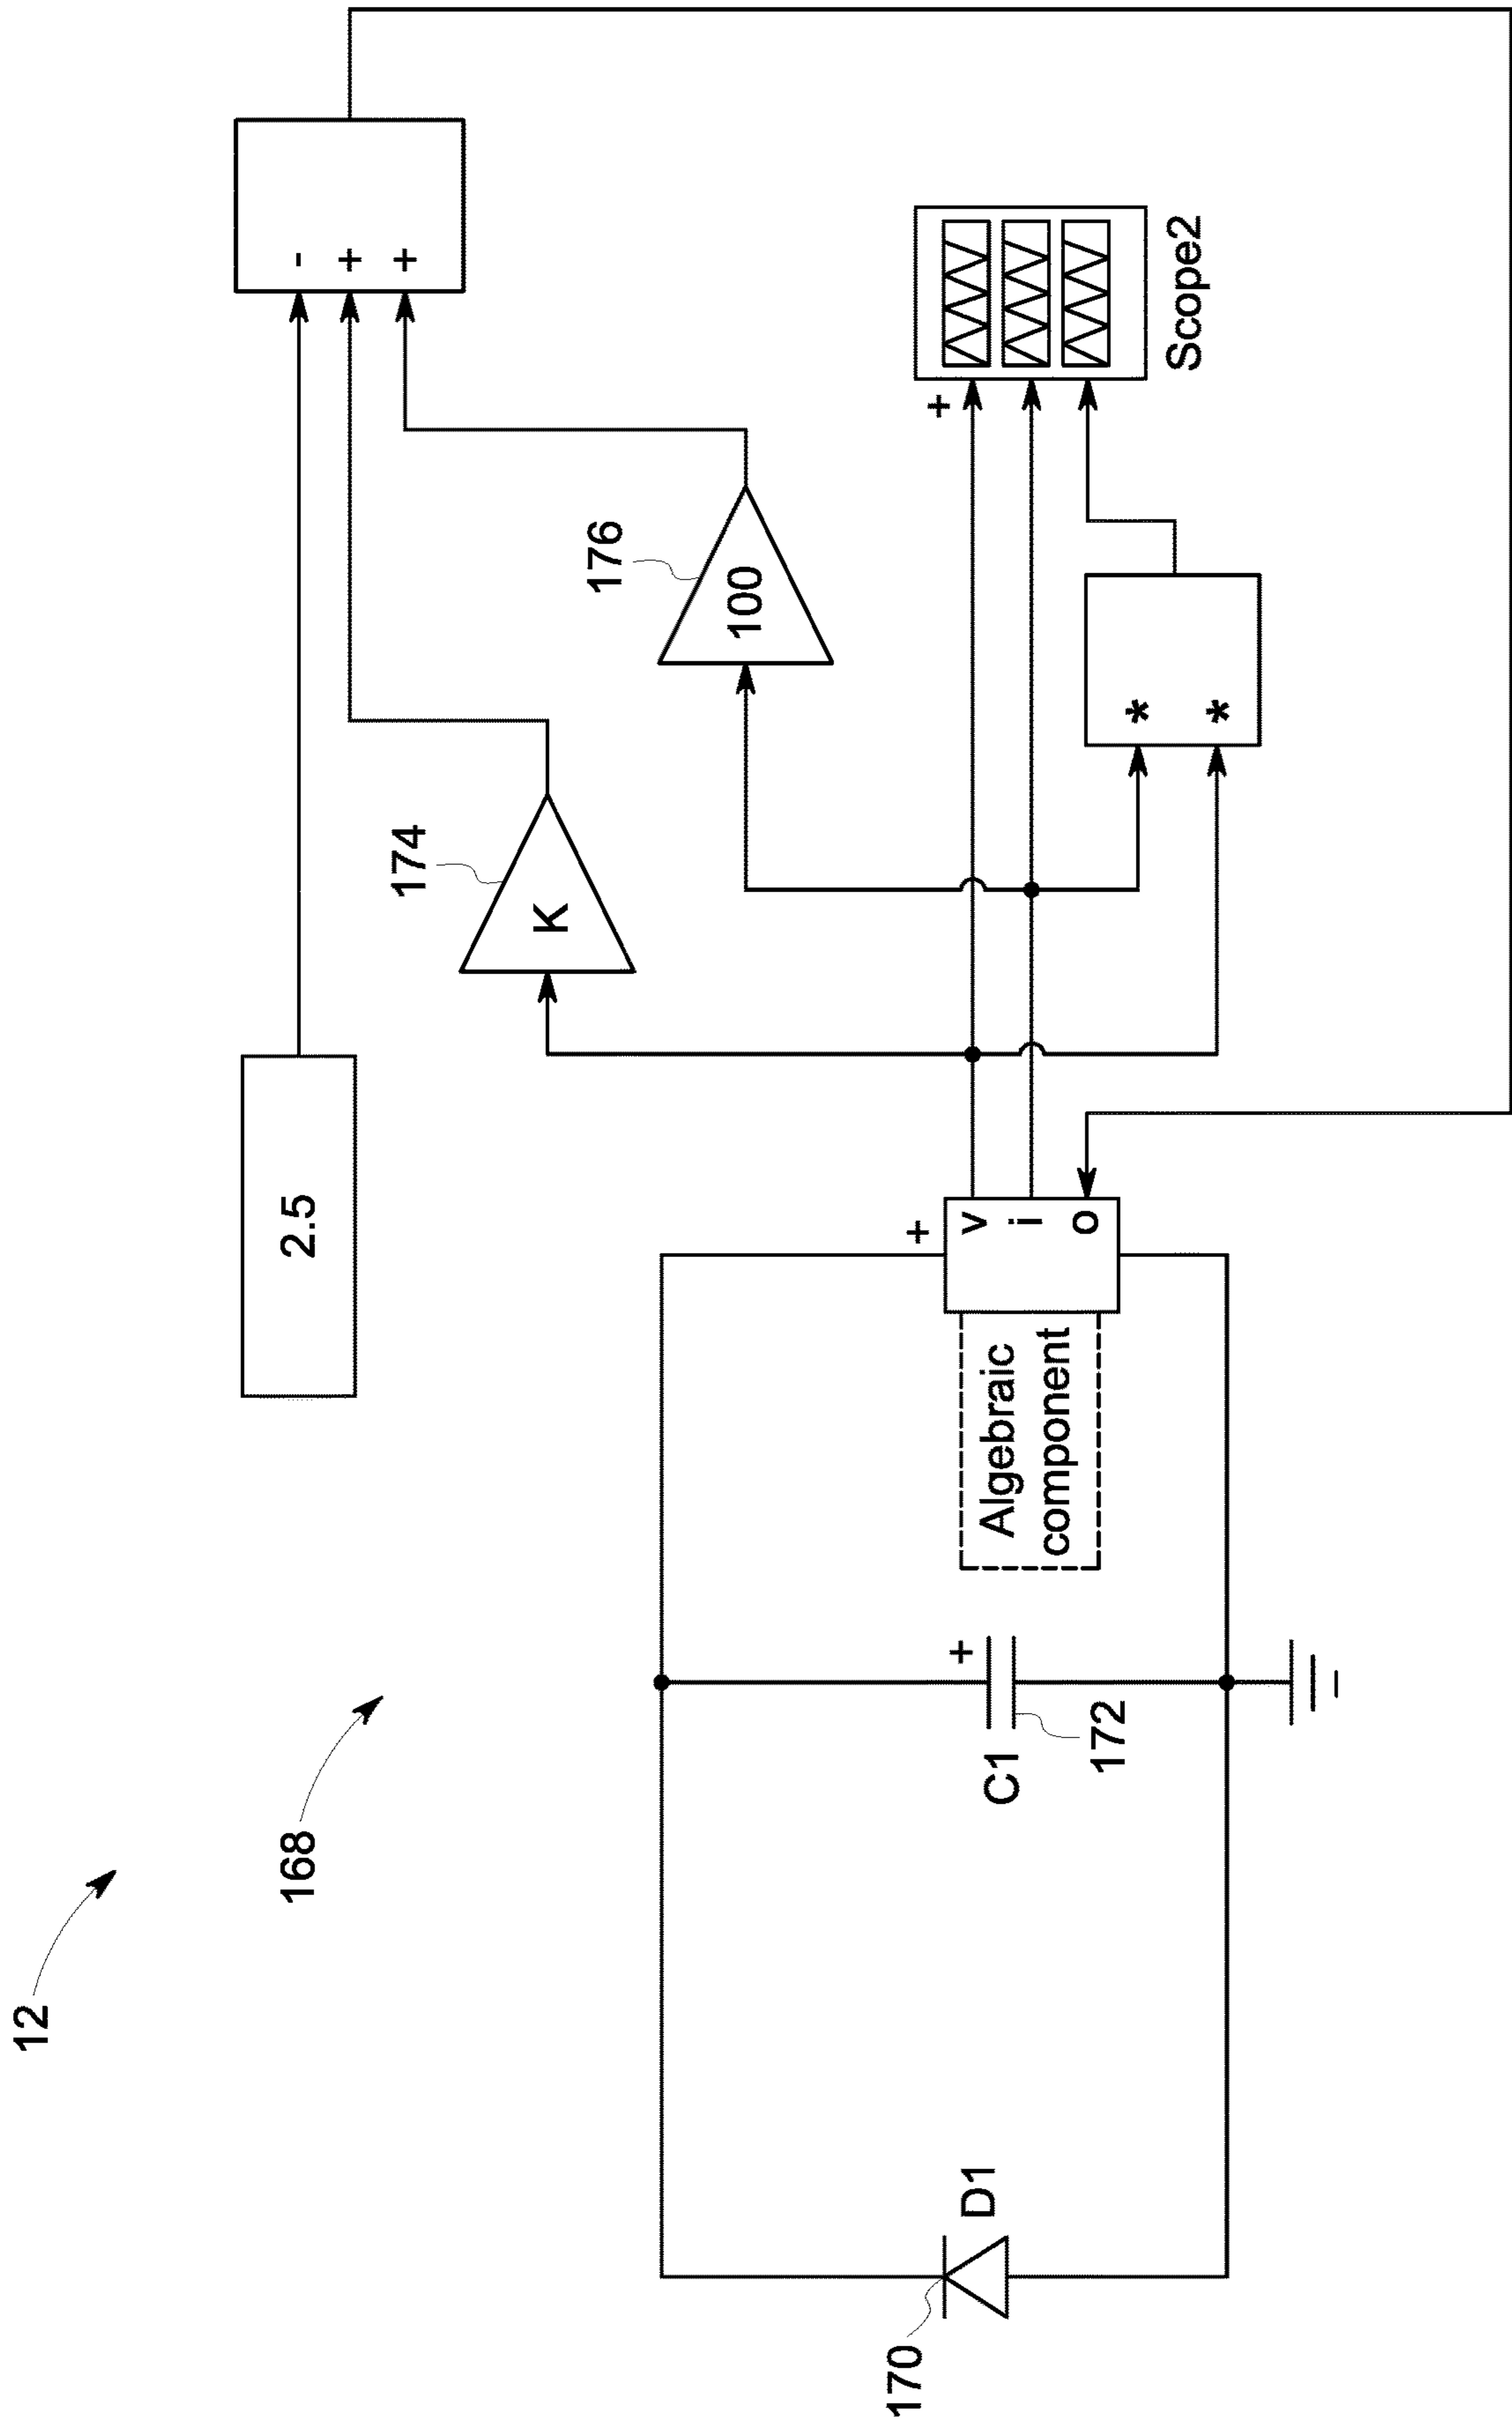 12
168
2.5
-
+
+
174
K
176
100
+
Scope2
*
*
+
v
i
o
Algebraic
component
+
C1
172
D1
170